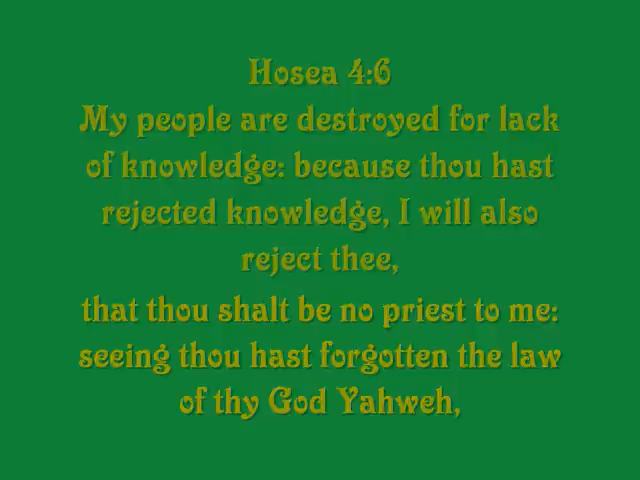 Hosea 4:6
My people are destroyed for lack
of knowledge: because thou hast
rejected knowledge, I will also
reject thee,
that thou shalt be no priest to me:
seeing thou hast forgotten the law
of thy God Yahweh,